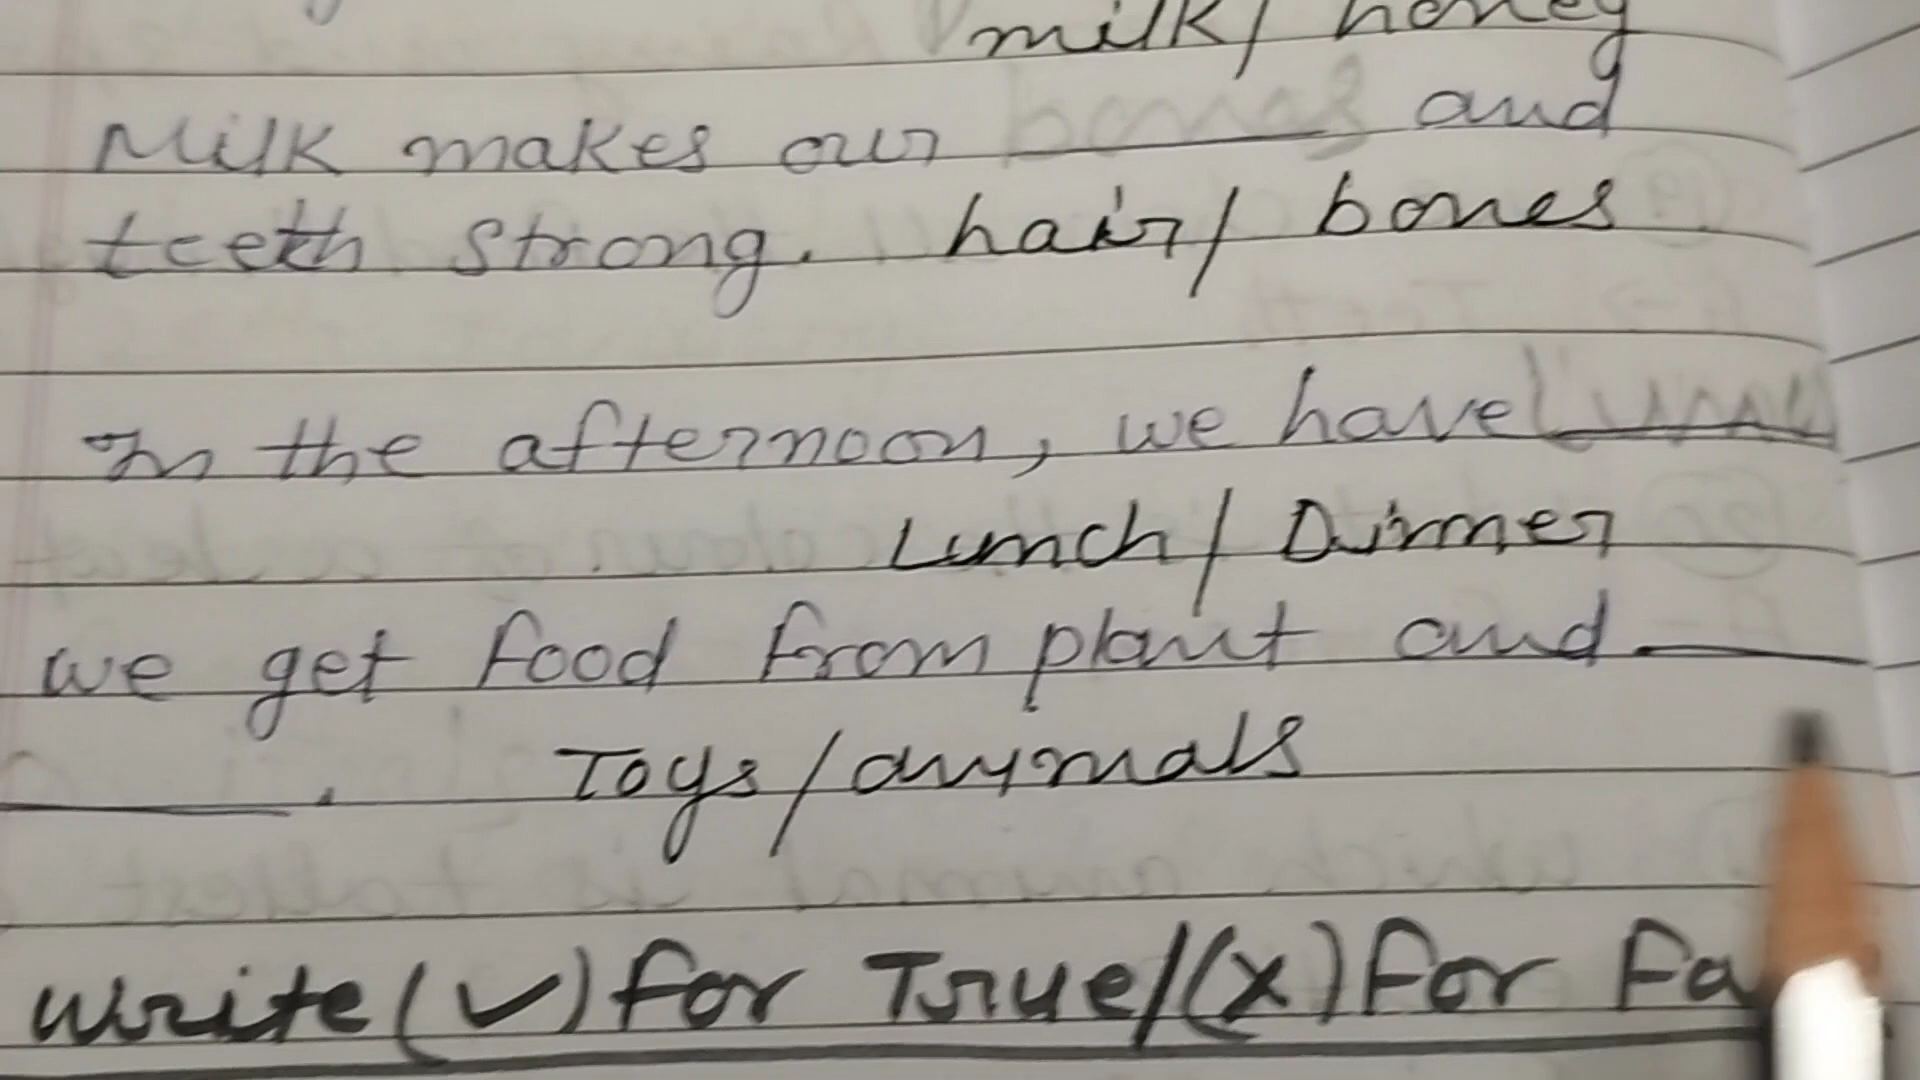 milk/ honey
Milk makes our ______ and
teeth strong. hair/ bones
In the afternoon, we have ______
Lunch/ Dinner
we get food from plant and ______
______. Toys/animals
Write(✓)for True//(x)for Fa